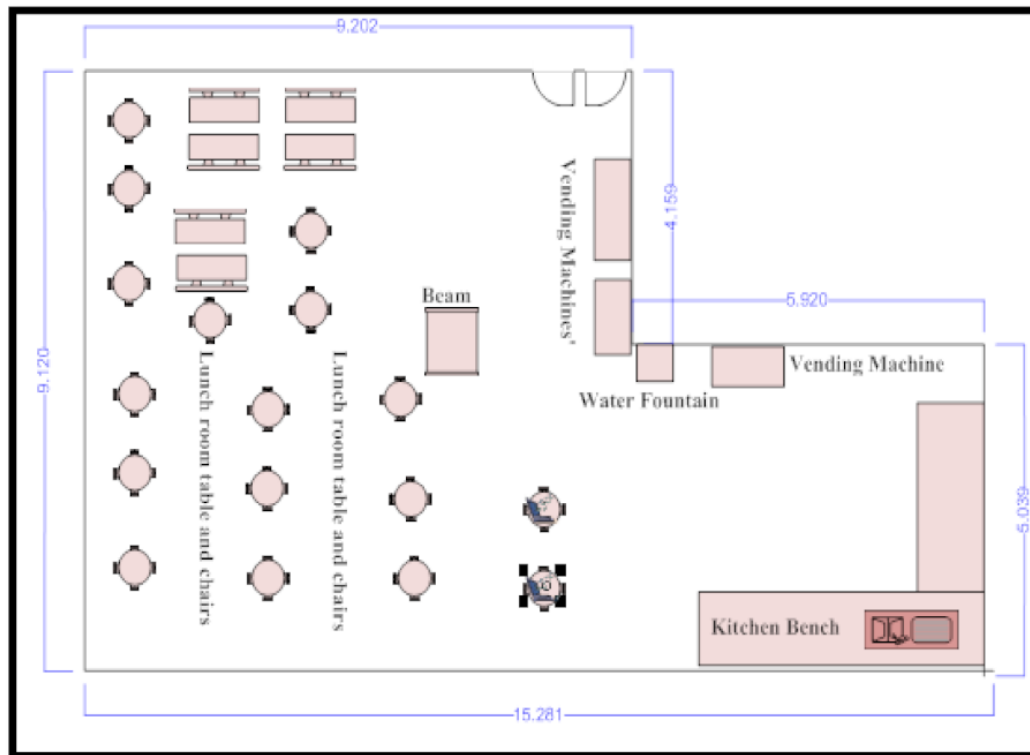 9.202
9.120
4.159
Vending Machines'
5.920
Beam
Vending Machine
Water Fountain
Lunch room table and chairs
Lunch room table and chairs
5.039
Kitchen Bench
15.281